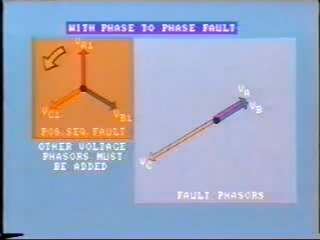 WITH PHASE TO PHASE FAULT
VA1
VC1
VB1
POS.SEQ.FAULT
OTHER VOLTAGE
PHASORS MUST
BE ADDED
VA
VB
VC
FAULT PHASORS